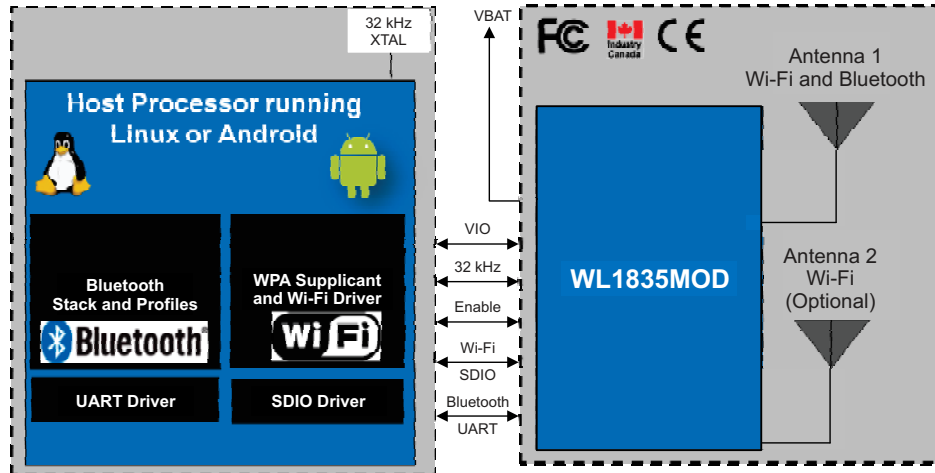 32 kHz
XTAL
Host Processor running
Linux or Android
Bluetooth
Stack and Profiles
Bluetooth
WPA Supplicant
and Wi-Fi Driver
Wi Fi
UART Driver
SDIO Driver
VBAT
VIO
32 kHz
Enable
Wi-Fi
SDIO
Bluetooth
UART
FC
Industry
Canada
CE
WL1835MOD
Antenna 1
Wi-Fi and Bluetooth
Antenna 2
Wi-Fi
(Optional)